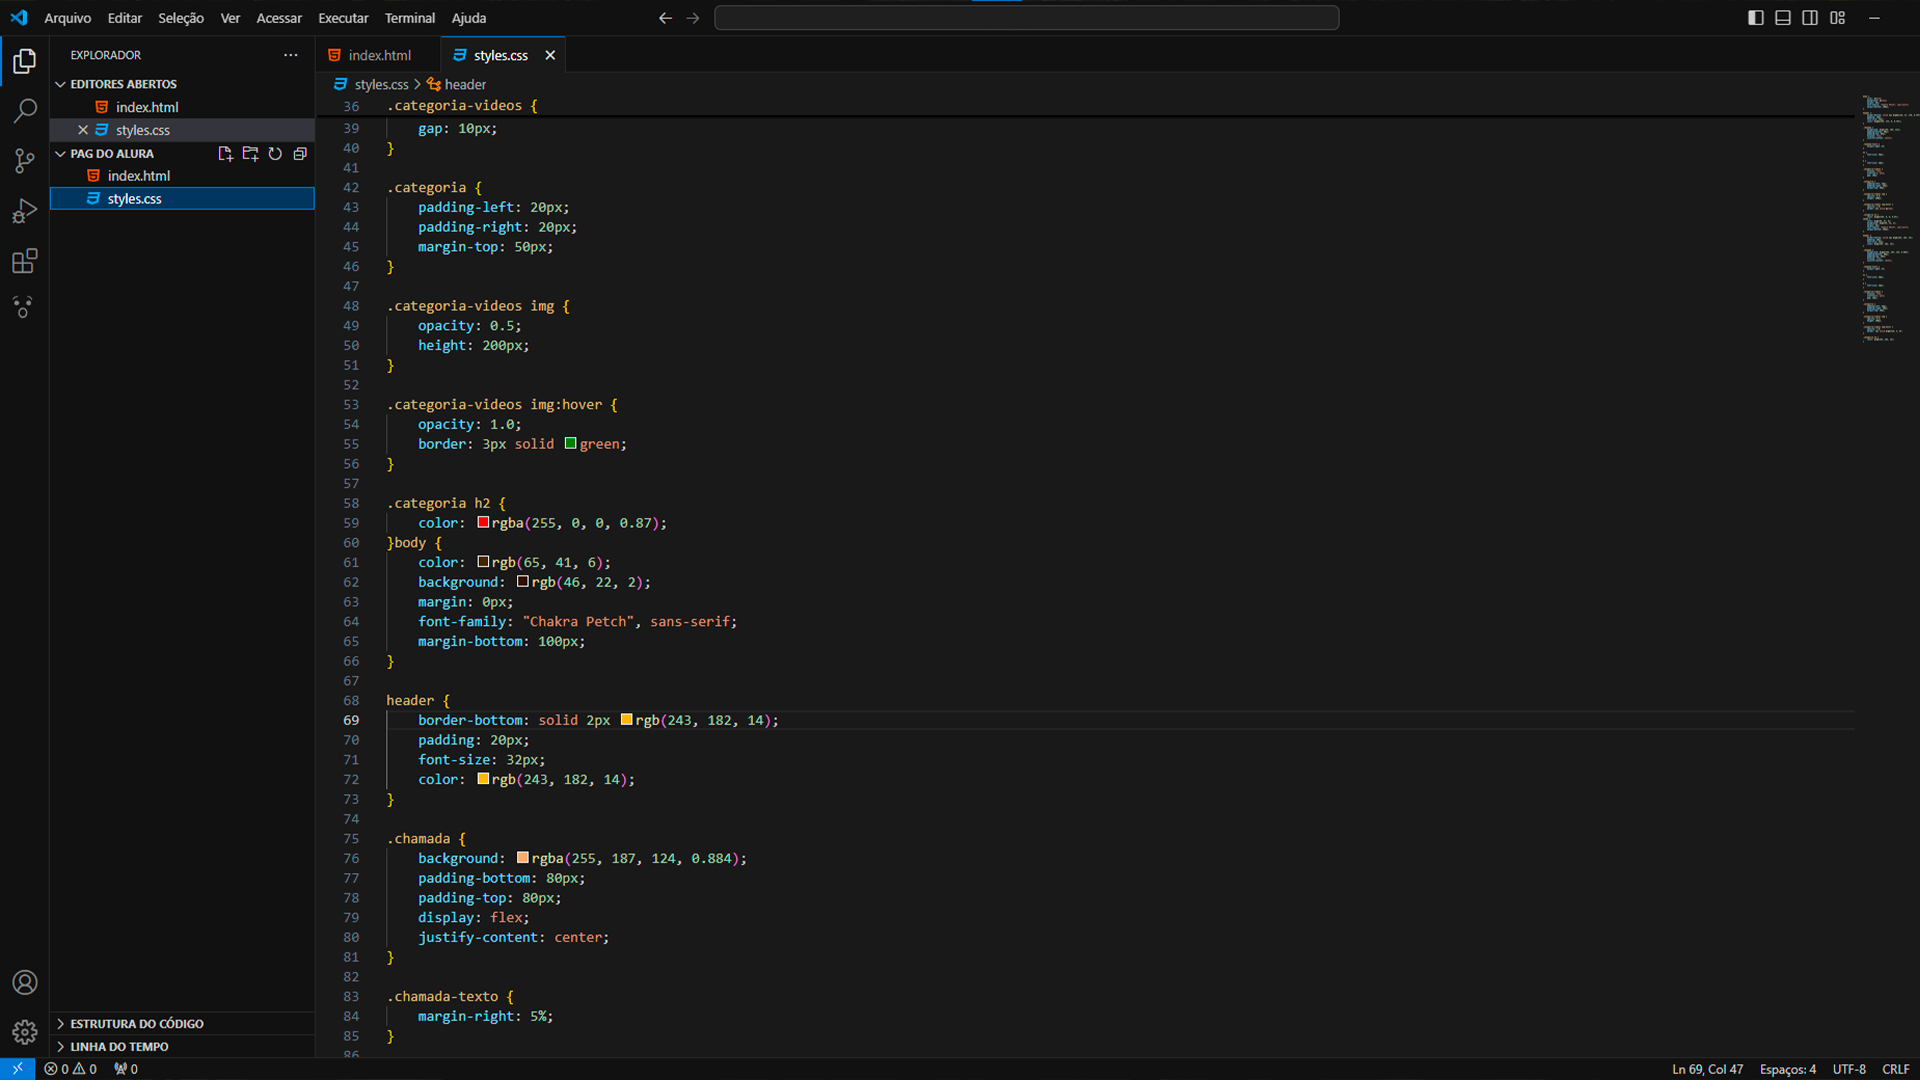 Arquivo Editar Seleção Ver Acessar Executar Terminal Ajuda
EXPLORADOR
EDITORES ABERTOS
index.html
styles.css
PAG DO ALURA
index.html
styles.css
ESTRUTURA DO CÓDIGO
LINHA DO TEMPO
index.html styles.css
styles.css > header
36 .categoria-videos {
39 gap: 10px;
40 }
41
42 .categoria {
43 padding-left: 20px;
44 padding-right: 20px;
45 margin-top: 50px;
46 }
47
48 .categoria-videos img {
49 opacity: 0.5;
50 height: 200px;
51 }
52
53 .categoria-videos img:hover {
54 opacity: 1.0;
55 border: 3px solid green;
56 }
57
58 .categoria h2 {
59 color: rgba(255, 0, 0, 0.87);
60 }body {
61 color: rgb(65, 41, 6);
62 background: rgb(46, 22, 2);
63 margin: 0px;
64 font-family: "Chakra Petch", sans-serif;
65 margin-bottom: 100px;
66 }
67
68 header {
69 border-bottom: solid 2px rgb(243, 182, 14);
70 padding: 20px;
71 font-size: 32px;
72 color: rgb(243, 182, 14);
73 }
74
75 .chamada {
76 background: rgba(255, 187, 124, 0.884);
77 padding-bottom: 80px;
78 padding-top: 80px;
79 display: flex;
80 justify-content: center;
81 }
82
83 .chamada-texto {
84 margin-right: 5%;
85 }
86
0 0 0 Ln 69, Col 47 Espaços: 4 UTF-8 CRLF